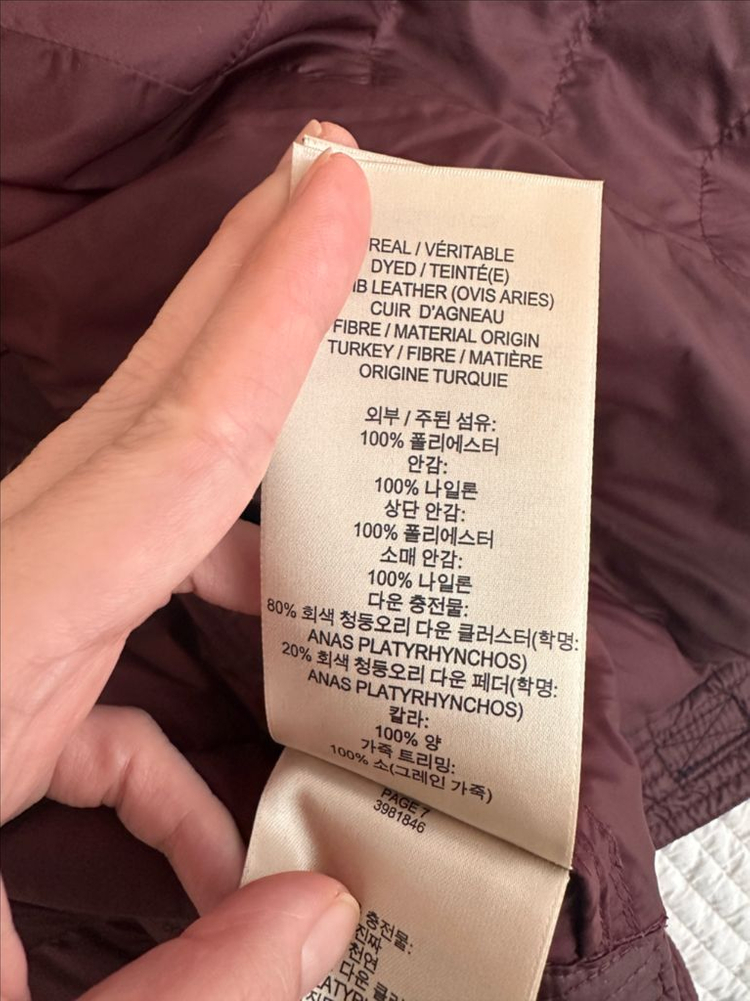 REAL / VÉRITABLE
DYED / TEINTÉ(E)
LEATHER (OVIS ARIES)
CUIR D'AGNEAU
FIBRE / MATERIAL ORIGIN
TURKEY / FIBRE / MATIÈRE
ORIGINE TURQUIE
외부 / 주된 섬유:
100% 폴리에스터
안감:
100% 나일론
상단 안감:
100% 폴리에스터
소매 안감:
100% 나일론
다운 충전물:
80% 회색 청둥오리 다운 클러스터(학명:
ANAS PLATYRHYNCHOS)
20% 회색 청둥오리 다운 페더(학명:
ANAS PLATYRHYNCHOS)
칼라:
100% 양
가죽 트리밍:
100% 소(그레인 가죽)
PAGE 7
3981846
충전물:
다운